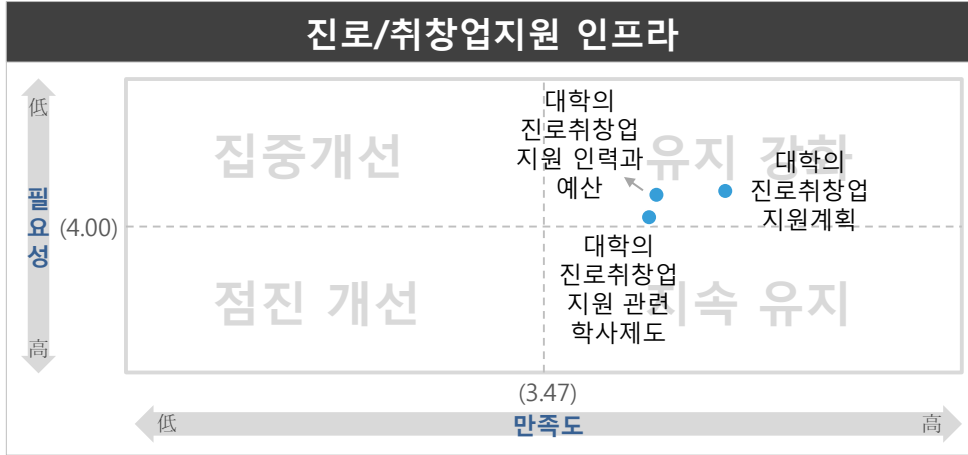 진로/취창업지원 인프라
低
필
요
성
(4.00)
高
집중개선
유지 강화
점진 개선
지속 유지
대학의
진로취창업
지원 인력과
예산
대학의
진로취창업
지원계획
대학의
진로취창업
지원 관련
학사제도
(3.47)
低
만족도
高